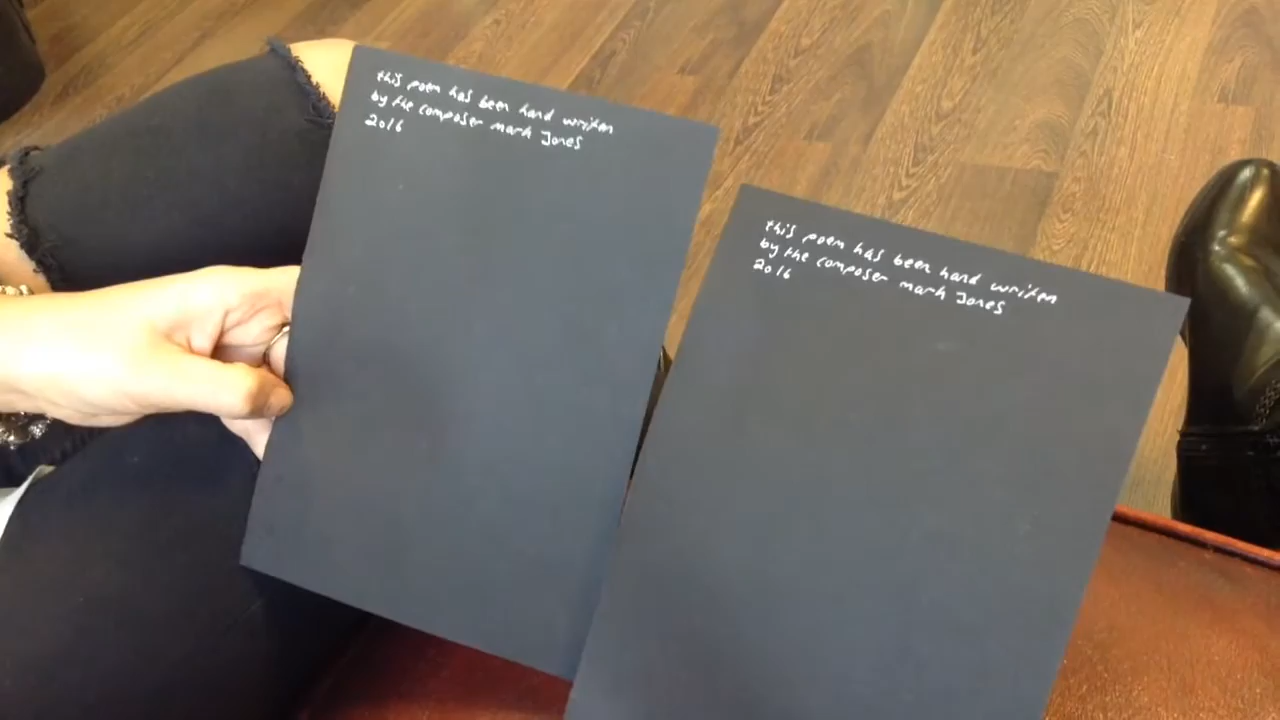 this poem has been hand writen
by the composer mark Jones
2016
this poem has been hand writen
by the composer mark Jones
2016